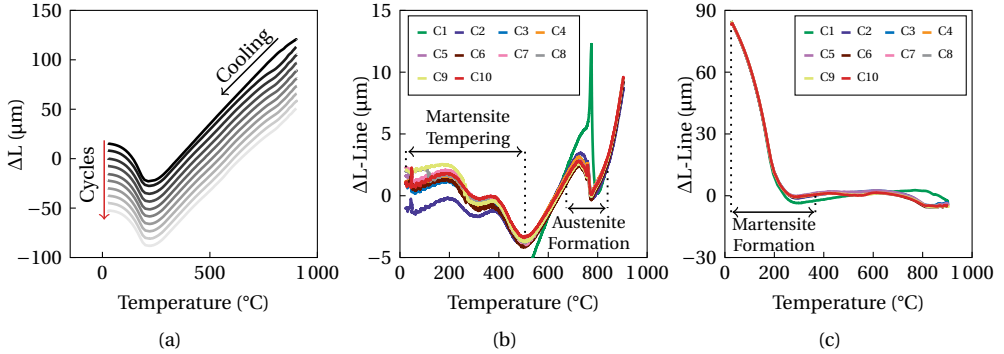 150
100
50
0
−50
−100
0
500
1 000
ΔL (μm)
Temperature (°C)
Cooling
Cycles
(a)
15
10
5
0
−5
0
200
400
600
800
1 000
ΔL-Line (μm)
Temperature (°C)
C1 C2 C3 C4
C5 C6 C7 C8
C9 C10
Martensite
Tempering
Austenite
Formation
(b)
90
60
30
0
−30
0
200
400
600
800
1 000
ΔL-Line (μm)
Temperature (°C)
C1 C2 C3 C4
C5 C6 C7 C8
C9 C10
Martensite
Formation
(c)